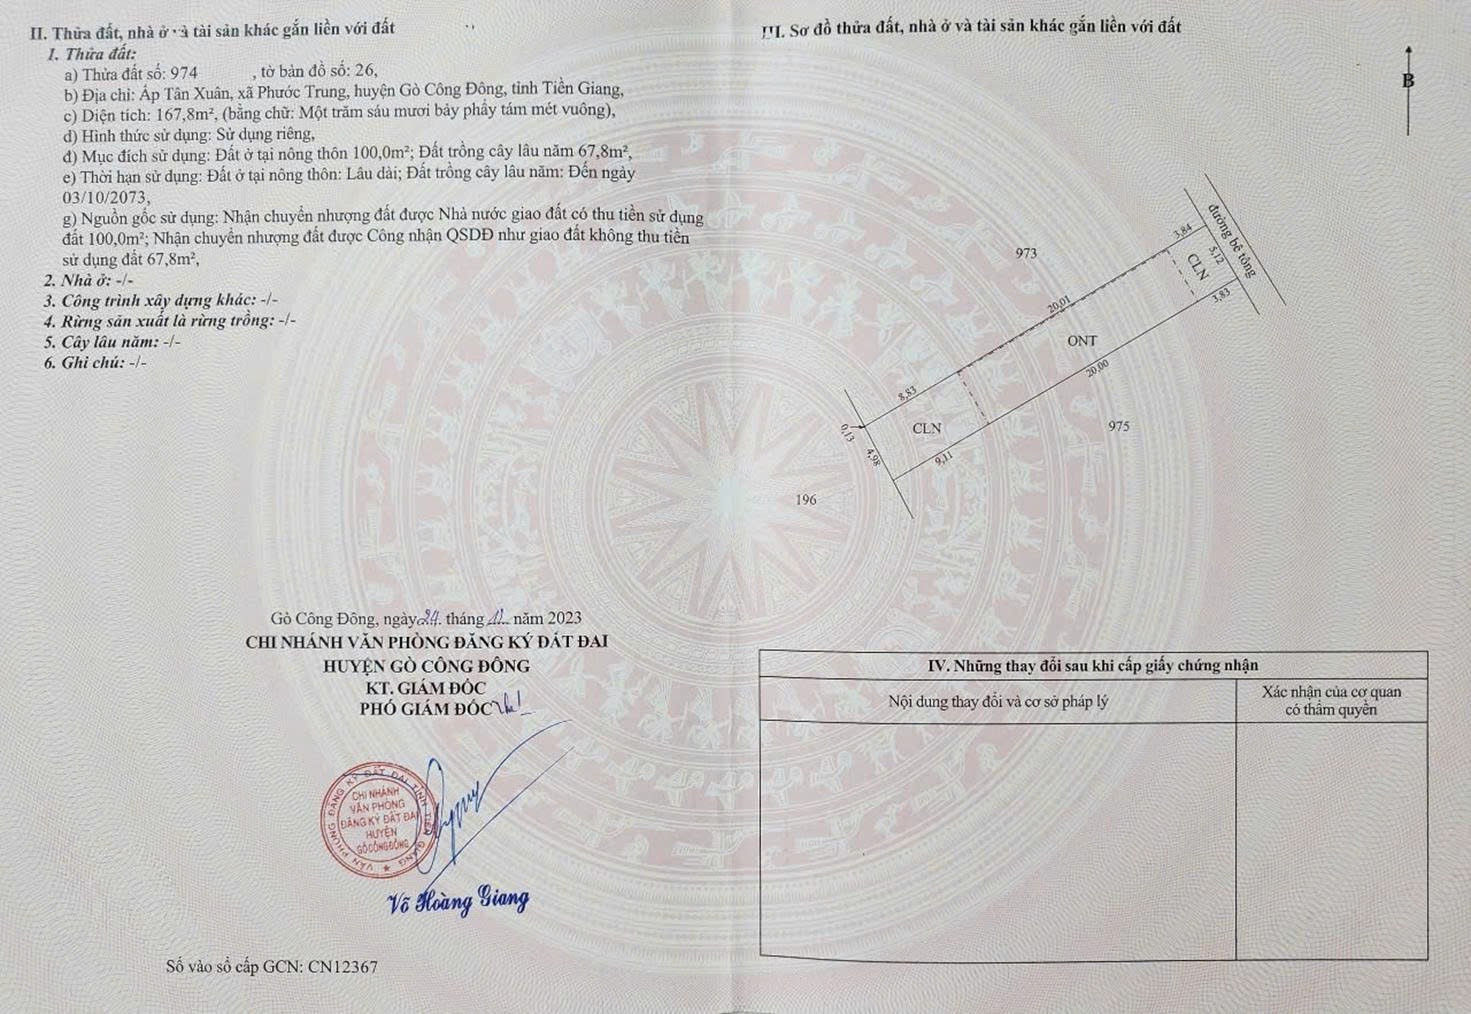 II. Thửa đất, nhà ở và tài sản khác gắn liền với đất
1. Thửa đất:
a) Thửa đất số: 974 , tờ bản đồ số: 26,
b) Địa chỉ: Ấp Tân Xuân, xã Phước Trung, huyện Gò Công Đông, tỉnh Tiền Giang,
c) Diện tích: 167,8m², (bằng chữ: Một trăm sáu mươi bảy phẩy tám mét vuông),
d) Hình thức sử dụng: Sử dụng riêng,
đ) Mục đích sử dụng: Đất ở tại nông thôn 100,0m²; Đất trồng cây lâu năm 67,8m²,
e) Thời hạn sử dụng: Đất ở tại nông thôn: Lâu dài; Đất trồng cây lâu năm: Đến ngày
03/10/2073,
g) Nguồn gốc sử dụng: Nhận chuyển nhượng đất được Nhà nước giao đất có thu tiền sử dụng
đất 100,0m²; Nhận chuyển nhượng đất được Công nhận QSDĐ như giao đất không thu tiền
sử dụng đất 67,8m²,
2. Nhà ở: -/-
3. Công trình xây dựng khác: -/-
4. Rừng sản xuất là rừng trồng: -/-
5. Cây lâu năm: -/-
6. Ghi chú: -/-
Gò Công Đông, ngày 24 tháng 12 năm 2023
CHI NHÁNH VĂN PHÒNG ĐĂNG KÝ ĐẤT ĐAI
HUYỆN GÒ CÔNG ĐÔNG
KT. GIÁM ĐỐC
PHÓ GIÁM ĐỐC
VĂN PHÒNG ĐĂNG KÝ ĐẤT ĐAI TỈNH TIỀN GIANG
CHI NHÁNH
VĂN PHÒNG
ĐĂNG KÝ ĐẤT ĐAI
HUYỆN
GÒ CÔNG ĐÔNG
Võ Hoàng Giang
Số vào sổ cấp GCN: CN12367
III. Sơ đồ thửa đất, nhà ở và tài sản khác gắn liền với đất
B
đường bê tông
3,84
5,12
CLN
973
3,83
20,01
ONT
20,00
8,83
975
CLN
0,13
4,98
9,11
196
IV. Những thay đổi sau khi cấp giấy chứng nhận
Nội dung thay đổi và cơ sở pháp lý
Xác nhận của cơ quan
có thẩm quyền